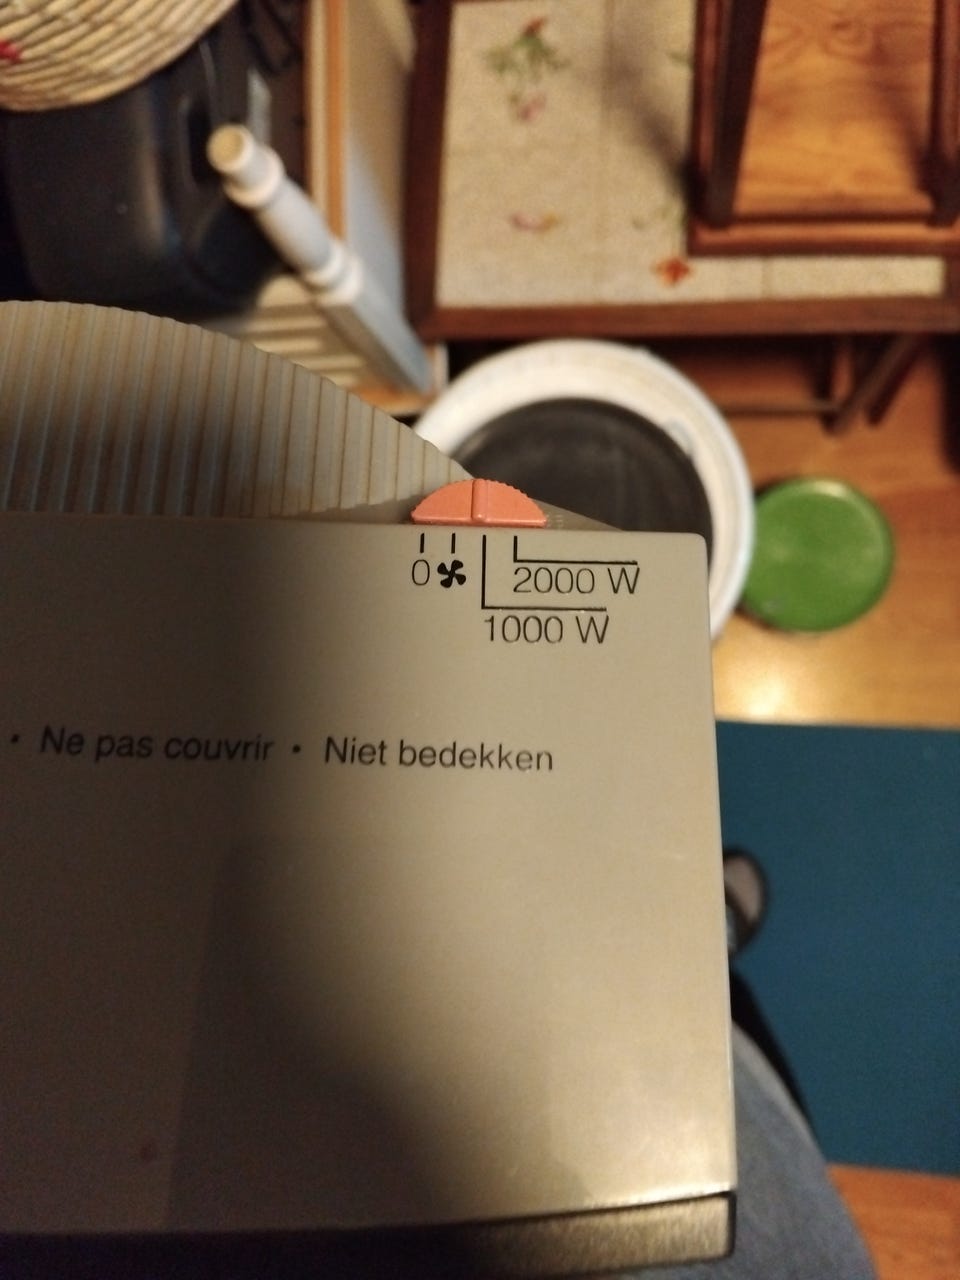 0
2000 W
1000 W
• Ne pas couvrir • Niet bedekken